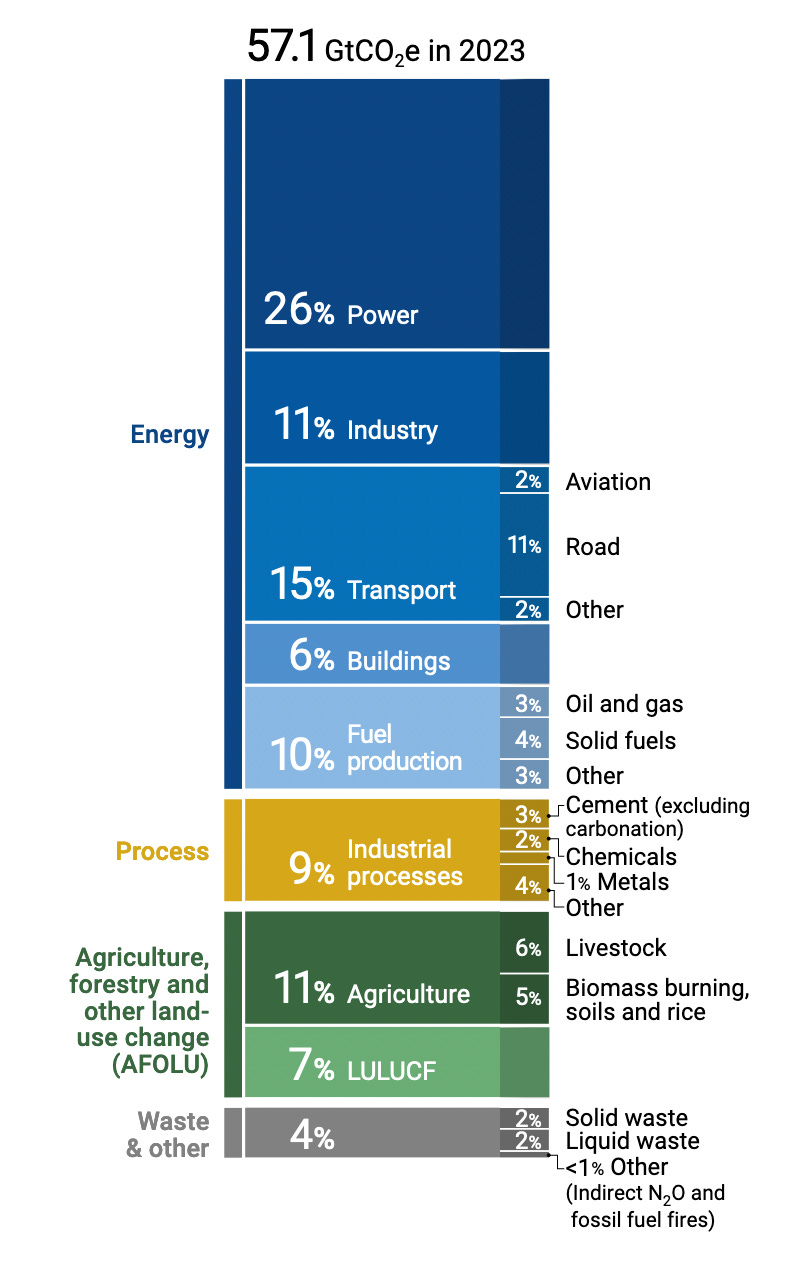 57.1 GtCO₂e in 2023
Energy
26% Power
11% Industry
15% Transport
2% Aviation
11% Road
2% Other
6% Buildings
10% Fuel
production
3% Oil and gas
4% Solid fuels
3% Other
Process
9% Industrial
processes
3% Cement (excluding
carbonation)
2% Chemicals
1% Metals
4% Other
Agriculture,
forestry and
other land-
use change
(AFOLU)
11% Agriculture
6% Livestock
5% Biomass burning,
soils and rice
7% LULUCF
Waste
& other
4%
2% Solid waste
2% Liquid waste
<1% Other
(Indirect N₂O and
fossil fuel fires)